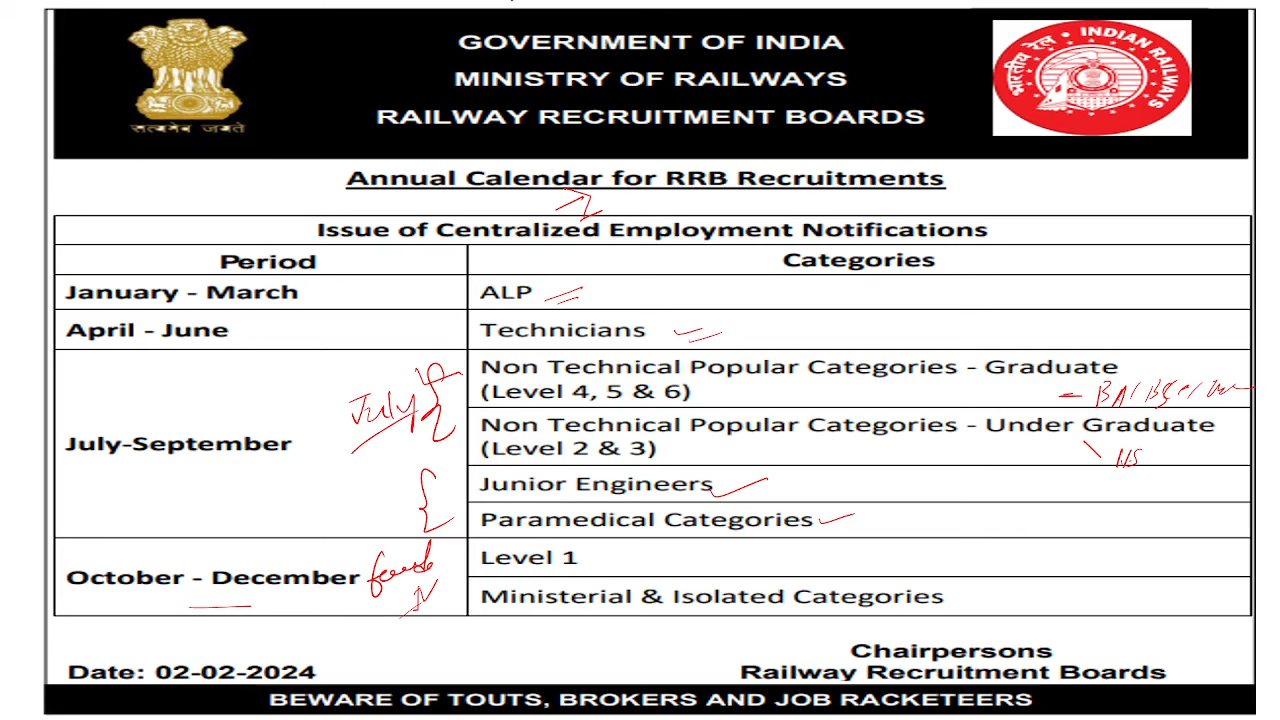 GOVERNMENT OF INDIA
MINISTRY OF RAILWAYS
RAILWAY RECRUITMENT BOARDS
सत्यमेव जयते
भारतीय रेल • INDIAN RAILWAYS
Annual Calendar for RRB Recruitments
Issue of Centralized Employment Notifications
Period Categories
January - March ALP
April - June Technicians
July-September Non Technical Popular Categories - Graduate
(Level 4, 5 & 6)
BA/BSc/
July
Non Technical Popular Categories - Under Graduate
(Level 2 & 3)
HS
Junior Engineers
Paramedical Categories
October - December Level 1
Ministerial & Isolated Categories
Chairpersons
Date: 02-02-2024 Railway Recruitment Boards
BEWARE OF TOUTS, BROKERS AND JOB RACKETEERS